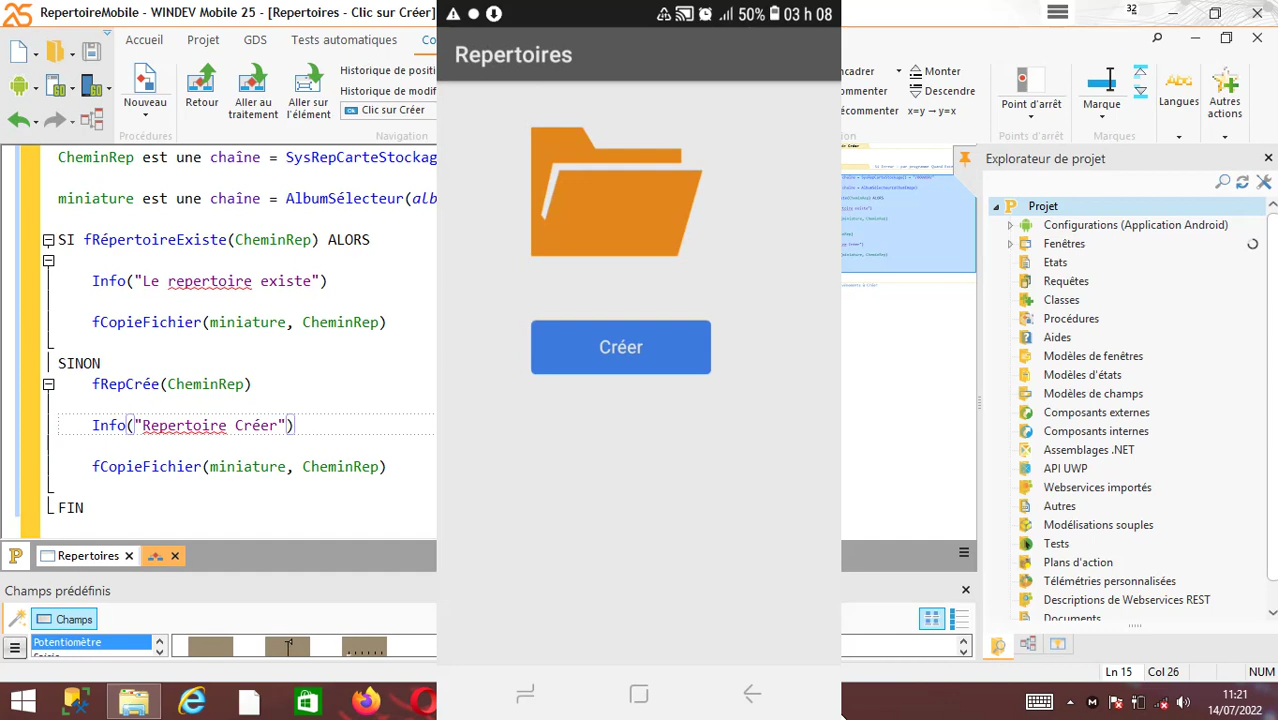 RepertoireMobile - WINDEV Mobile 25 - [Repertoires - Clic sur Créer]
32
50% 03 h 08
Repertoires
Accueil Projet GDS Tests automatiques Co
Nouveau
Retour
Aller au traitement
Aller sur l'élément
Historique de positi
Historique de modif
Clic sur Créer
Procédures
Navigation
cadrer Monter
ommenter Descendre
commenter x=y → y=x
Point d'arrêt
Marque
Langues
Autres actions
Points d'arrêt
Marques
CheminRep est une chaîne = SysRepCarteStockag
miniature est une chaîne = AlbumSélecteur(alb
SI fRépertoireExiste(CheminRep) ALORS
Info("Le repertoire existe")
fCopieFichier(miniature, CheminRep)
SINON
fRepCrée(CheminRep)
Info("Repertoire Créer")
fCopieFichier(miniature, CheminRep)
FIN
Créer
Explorateur de projet
Projet
Configurations (Application Android)
Fenêtres
Etats
Requêtes
Classes
Procédures
Aides
Modèles de fenêtres
Modèles d'états
Modèles de champs
Composants externes
Composants internes
Assemblages .NET
API UWP
Webservices importés
Autres
Modélisations souples
Tests
Plans d'action
Télémétries personnalisées
Descriptions de Webservices REST
Documents
Repertoires
Champs prédéfinis
Champs
Potentiomètre
Ln 15 Col 26 NUM
11:21
14/07/2022